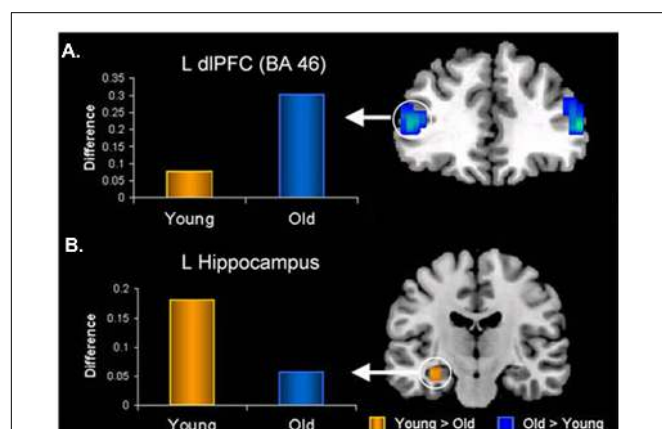 A.
L dlPFC (BA 46)
Difference
0.35
0.3
0.25
0.2
0.15
0.1
0.05
0
Young
Old
B.
L Hippocampus
Difference
0.2
0.15
0.1
0.05
0
Young
Old
Young > Old
Old > Young